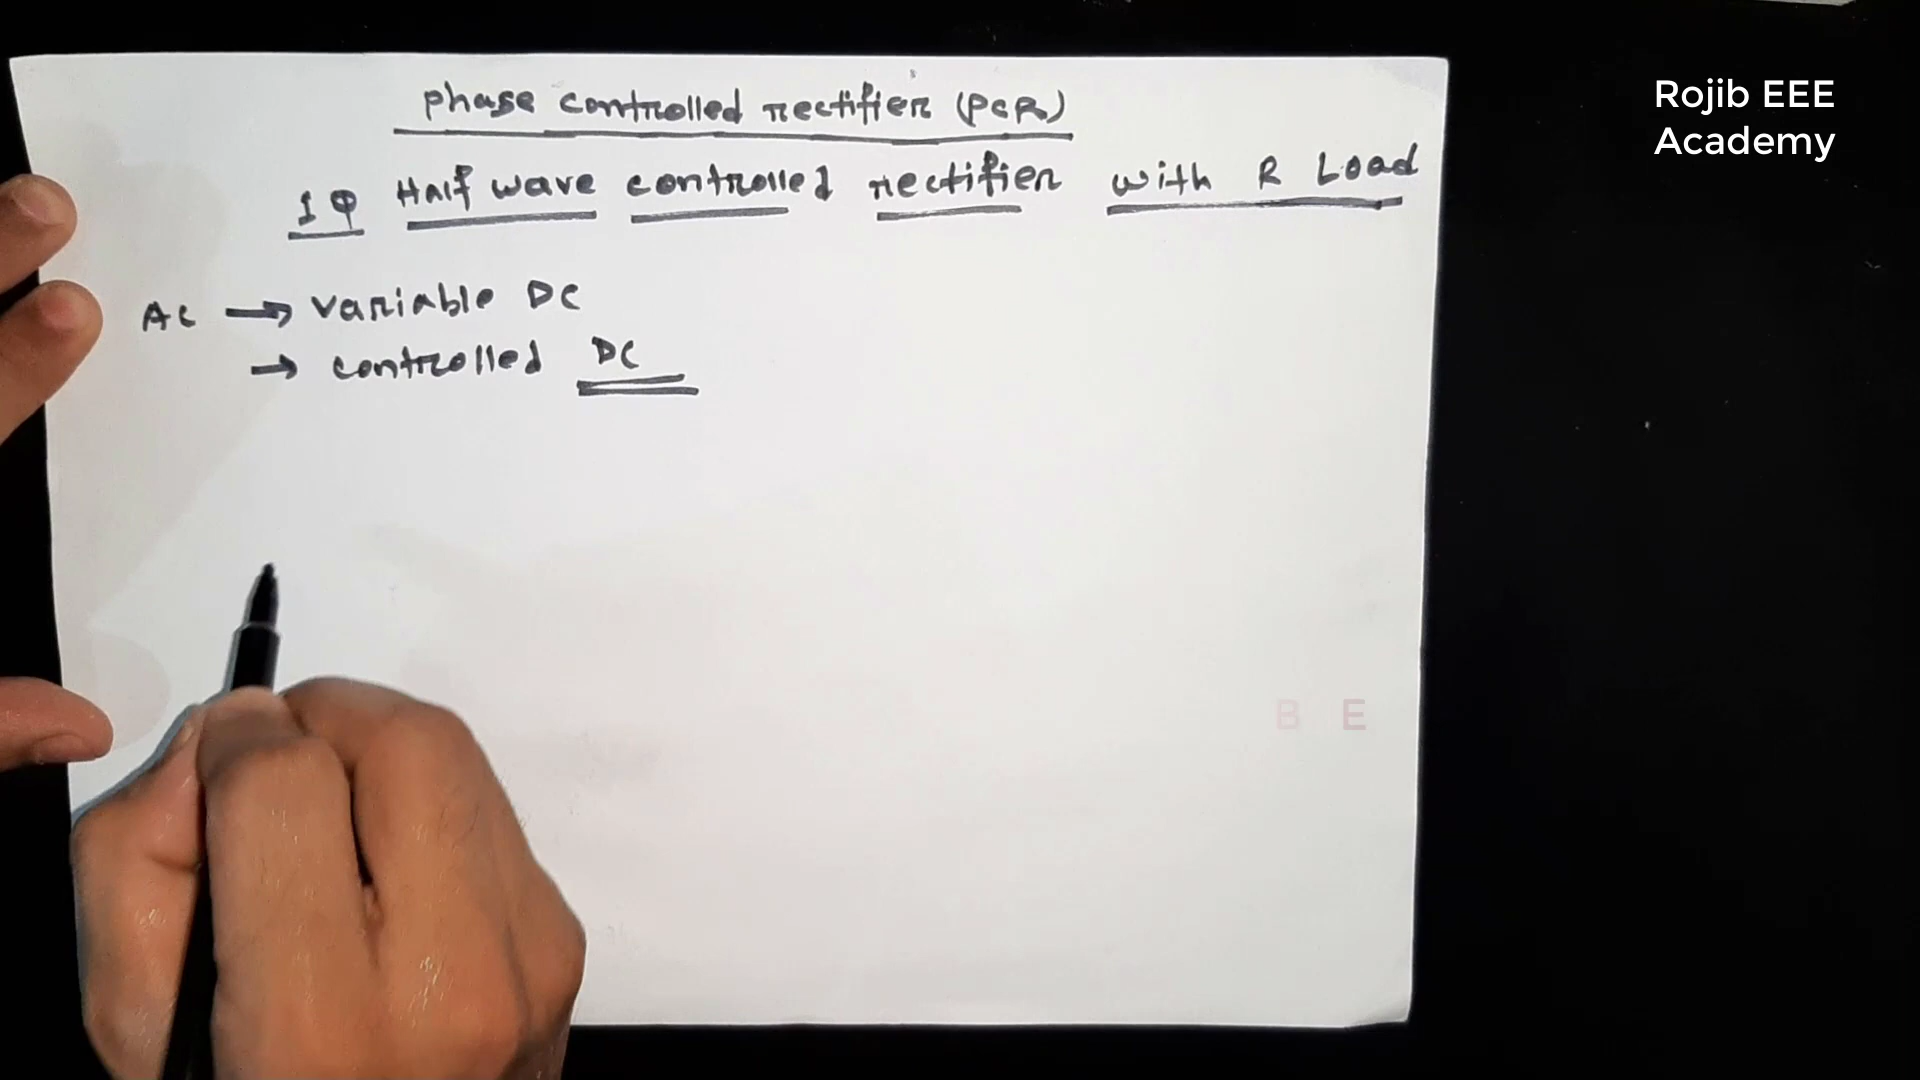 Phase controlled rectifier (PCR)
1φ Half wave controlled rectifier with R Load
AC → variable DC
→ controlled DC
Rojib EEE
Academy
B E